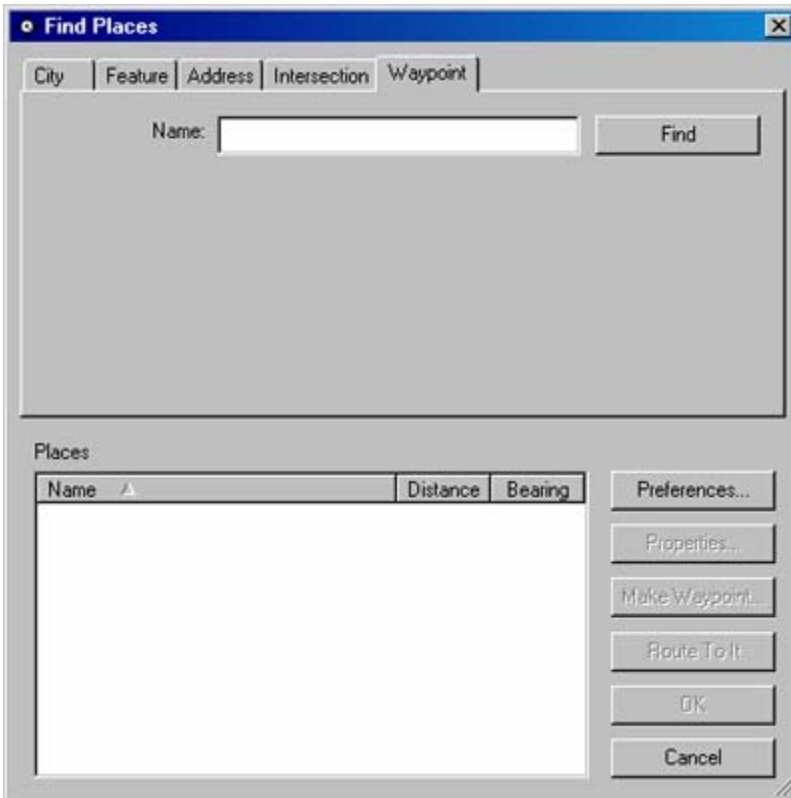 Find Places
City Feature Address Intersection Waypoint
Name: Find
Places
Name Distance Bearing
Preferences...
Properties...
Make Waypoint...
Route To It
OK
Cancel